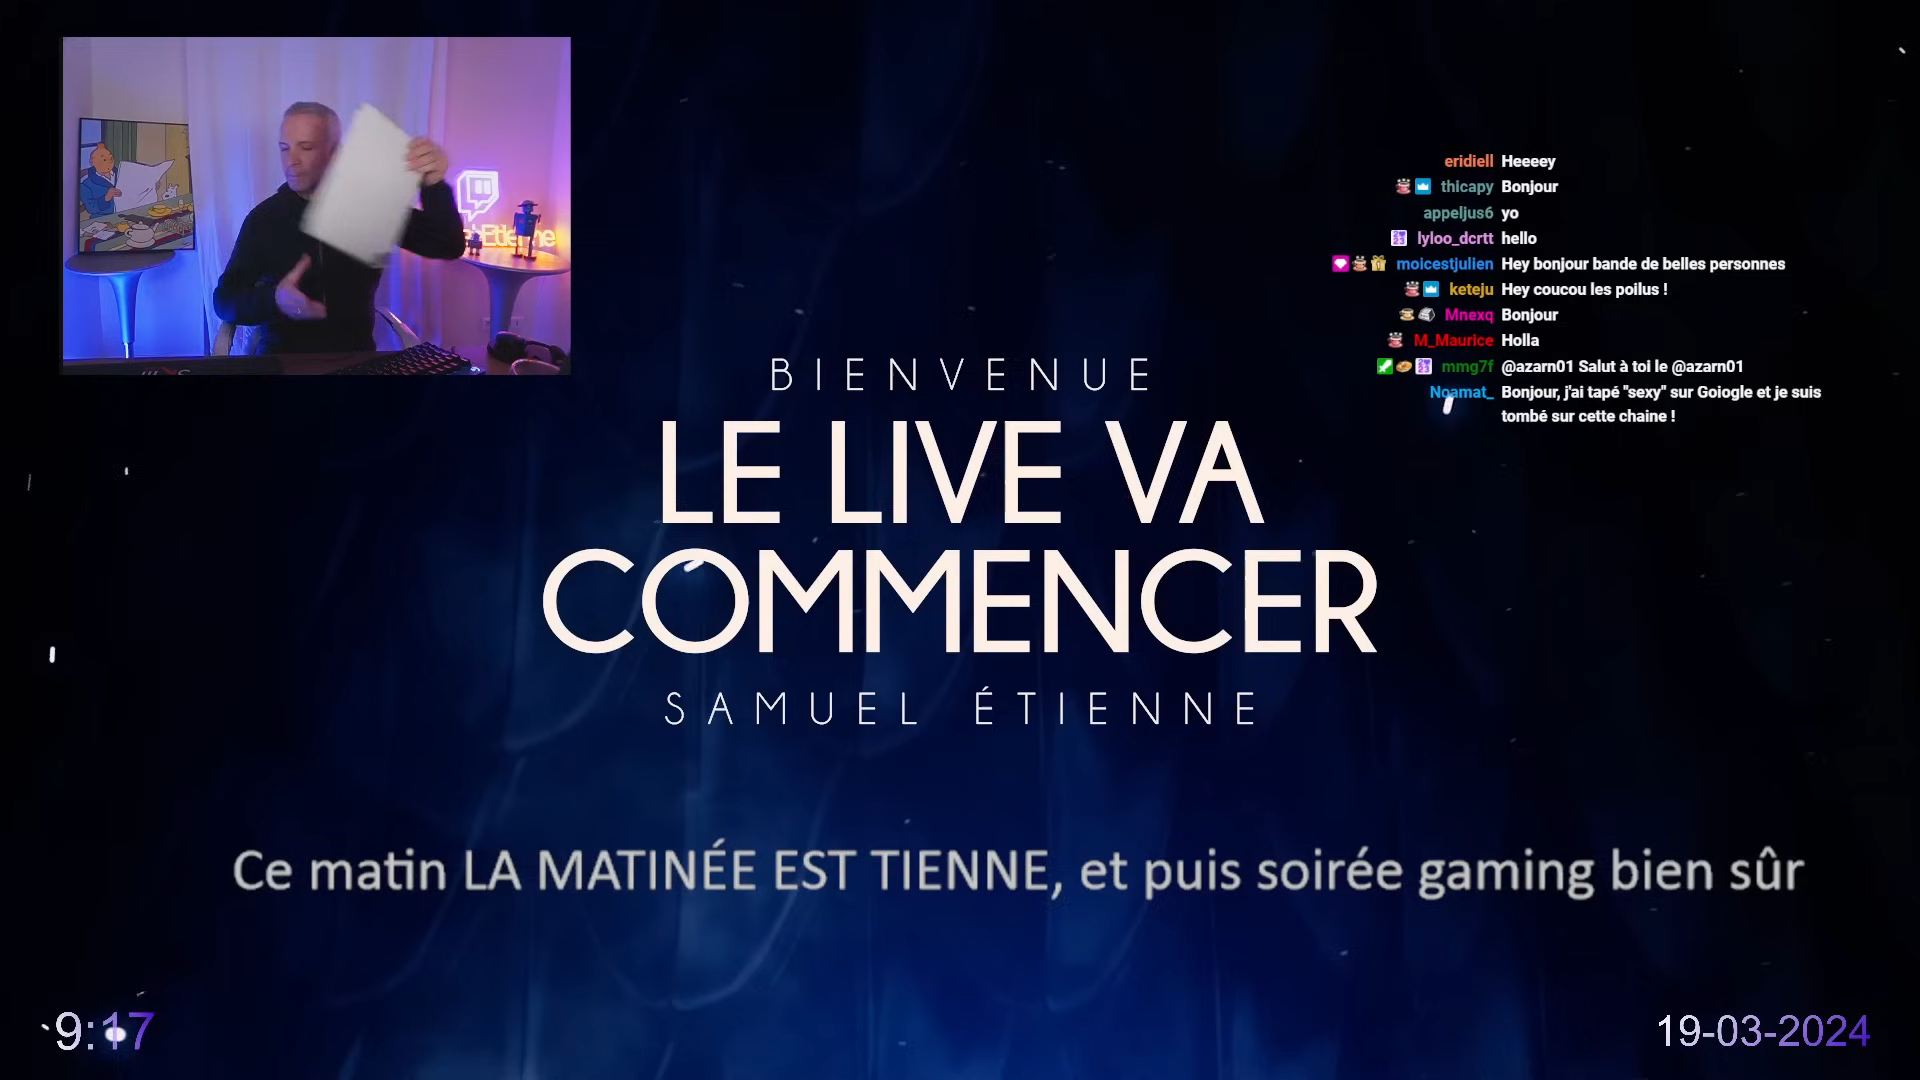 eridiell Heeeey
thicapy Bonjour
appeljus6 yo
lyloo_dcrtt hello
moicestjulien Hey bonjour bande de belles personnes
keteju Hey coucou les poilus !
Mnexq Bonjour
M_Maurice Holla
mmg7f @azarn01 Salut à toi le @azarn01
Noamat_ Bonjour, j'ai tapé "sexy" sur Goiogle et je suis
tombé sur cette chaine !
BIENVENUE
LE LIVE VA
COMMENCER
SAMUEL ÉTIENNE
Ce matin LA MATINÉE EST TIENNE, et puis soirée gaming bien sûr
9:17
19-03-2024